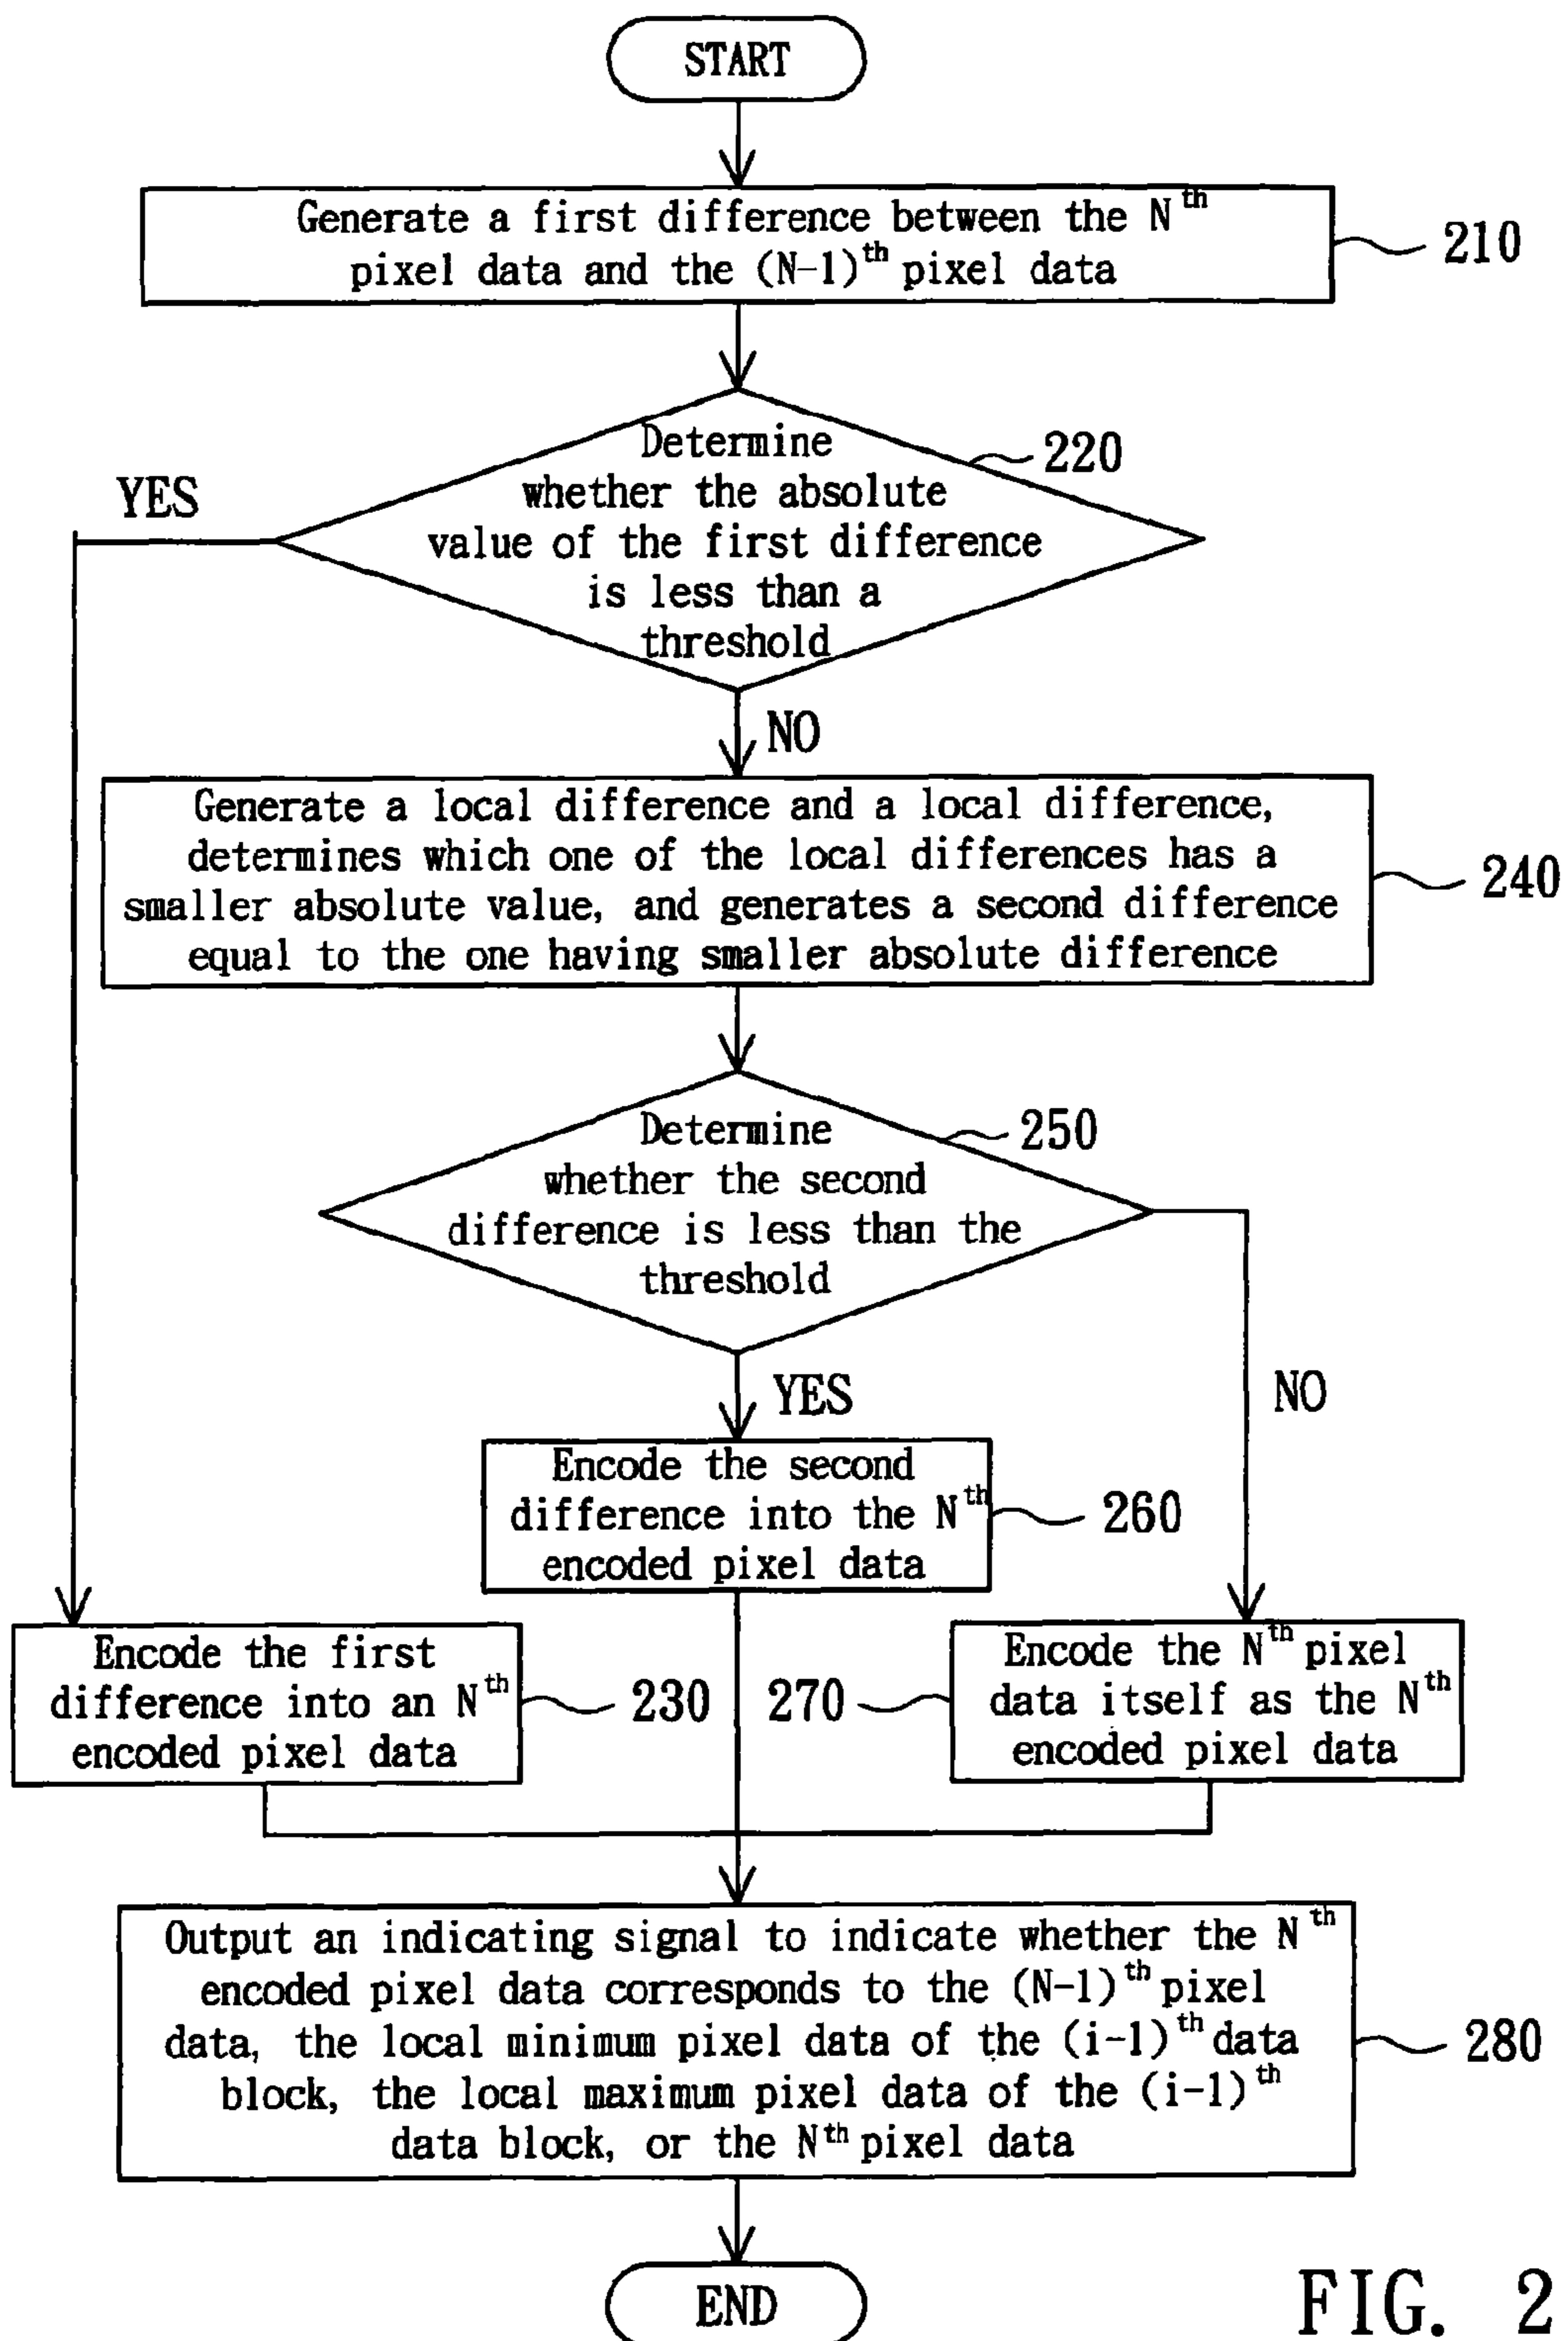 START
Generate a first difference between the Nth
pixel data and the (N-1)th pixel data
210
Determine
whether the absolute
value of the first difference
is less than a
threshold
220
YES
NO
Generate a local difference and a local difference,
determines which one of the local differences has a
smaller absolute value, and generates a second difference
equal to the one having smaller absolute difference
240
Determine
whether the second
difference is less than the
threshold
250
YES
NO
Encode the second
difference into the Nth
encoded pixel data
260
Encode the first
difference into an Nth
encoded pixel data
230
270
Encode the Nth pixel
data itself as the Nth
encoded pixel data
Output an indicating signal to indicate whether the Nth
encoded pixel data corresponds to the (N-1)th pixel
data, the local minimum pixel data of the (i-1)th data
block, the local maximum pixel data of the (i-1)th
data block, or the Nth pixel data
280
END
FIG. 2